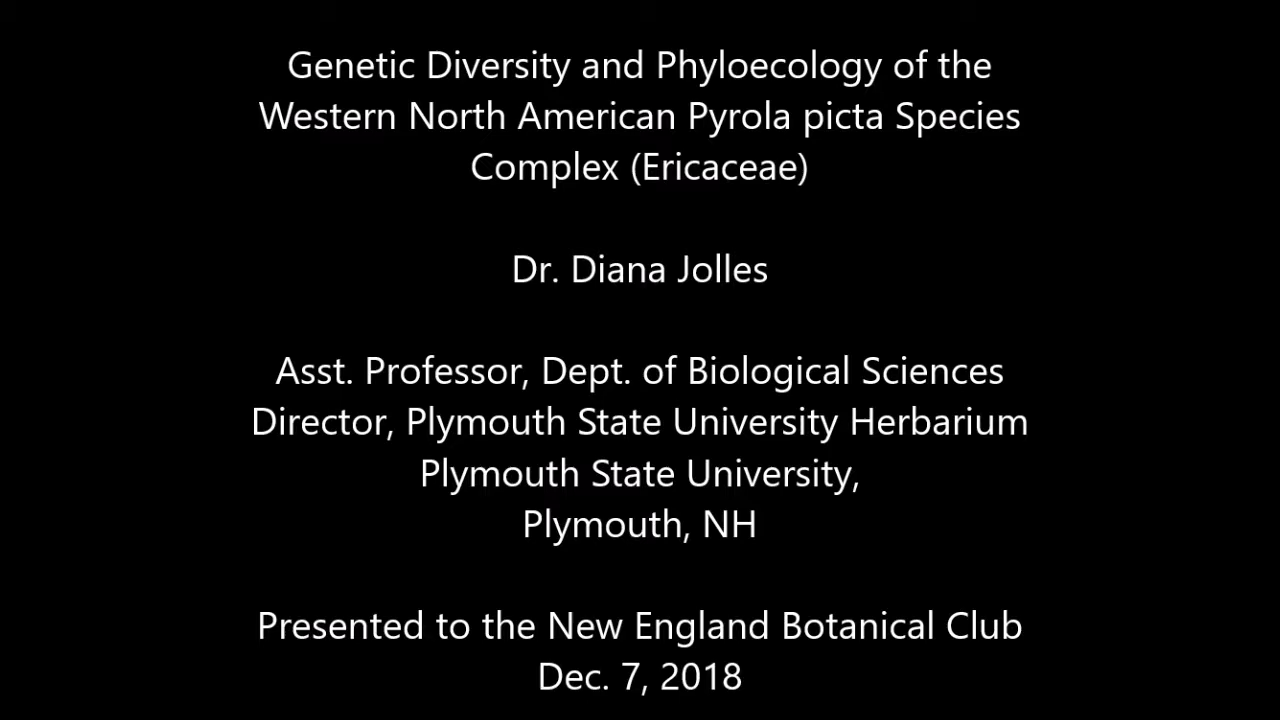 Genetic Diversity and Phyloecology of the
Western North American Pyrola picta Species
Complex (Ericaceae)
Dr. Diana Jolles
Asst. Professor, Dept. of Biological Sciences
Director, Plymouth State University Herbarium
Plymouth State University,
Plymouth, NH
Presented to the New England Botanical Club
Dec. 7, 2018